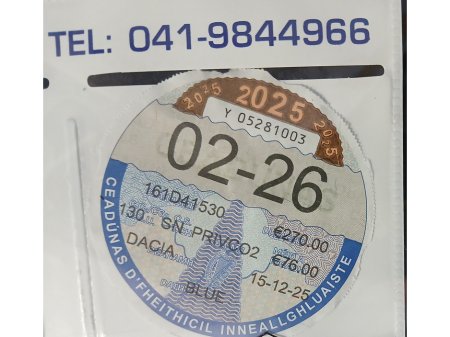 TEL: 041-9844966
2025 2025 2025
Y 05281003
02-26
161D41530
130 SN PRIVCO2 €270.00
DACIA €76.00
BLUE 15-12-25
CEADÚNAS D'FHEITHICIL INNEALLGHLUAISTE